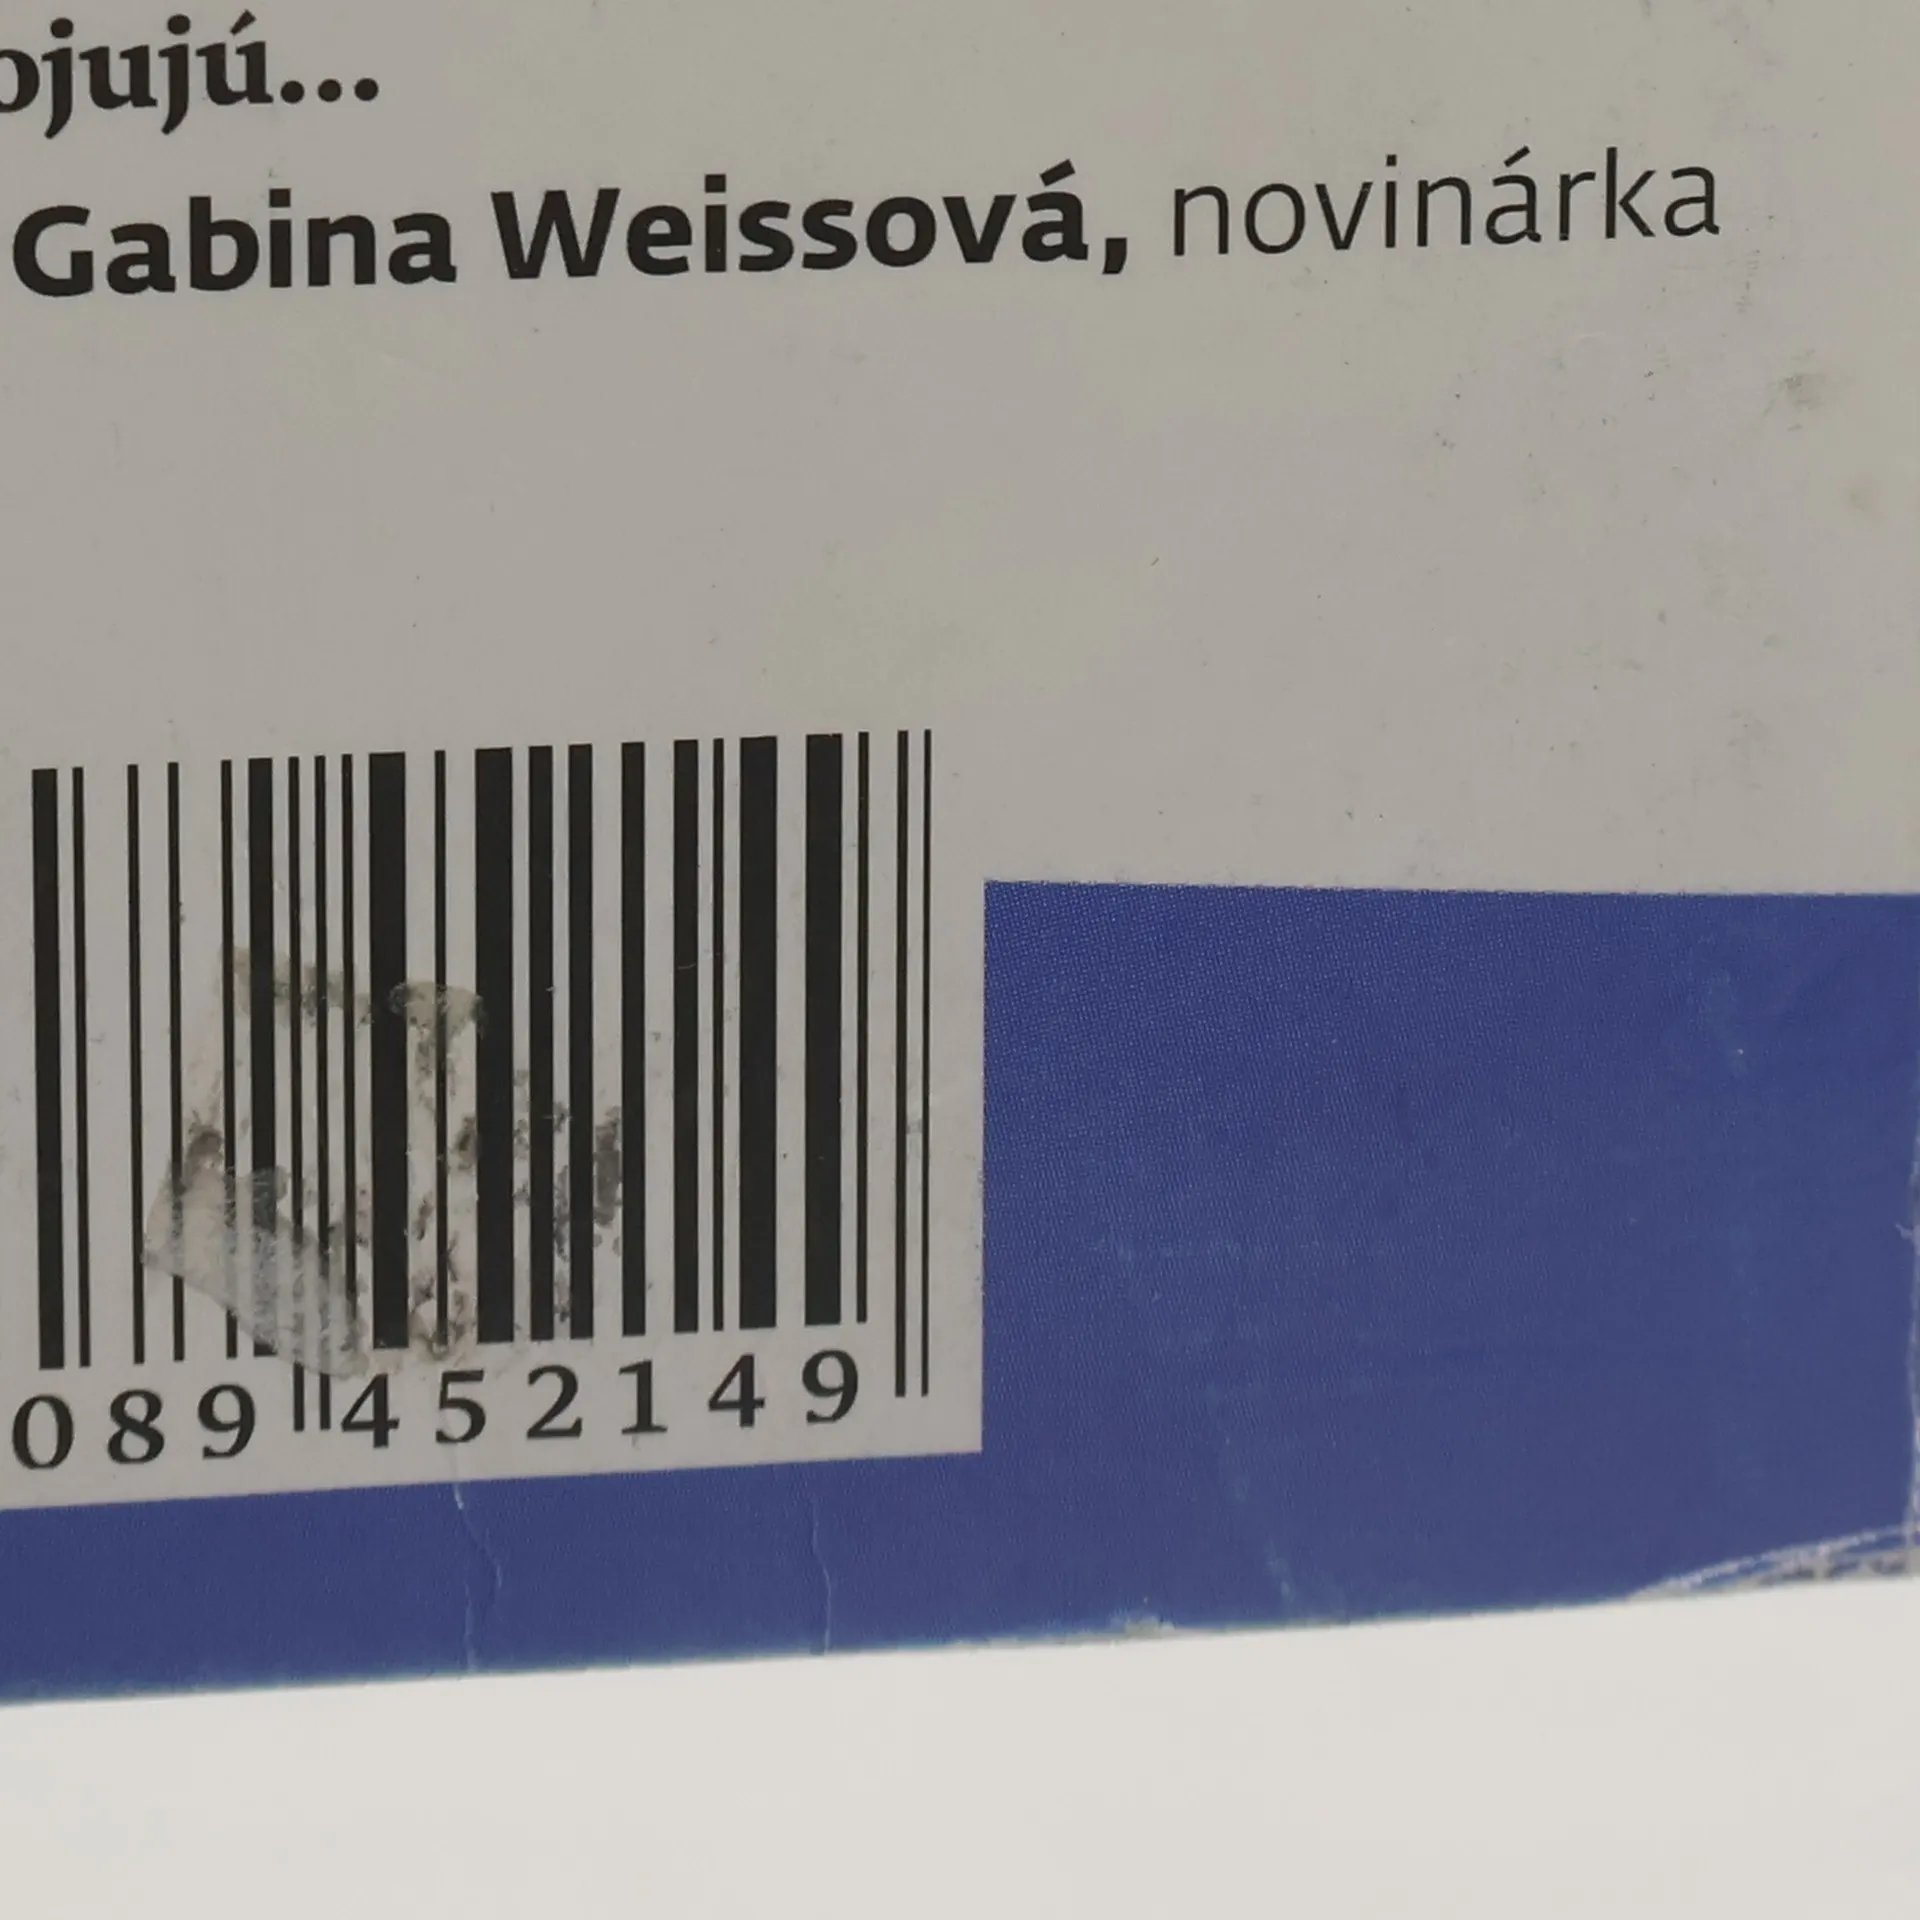 ojujú...
Gabina Weissová, novinárka
089 452149